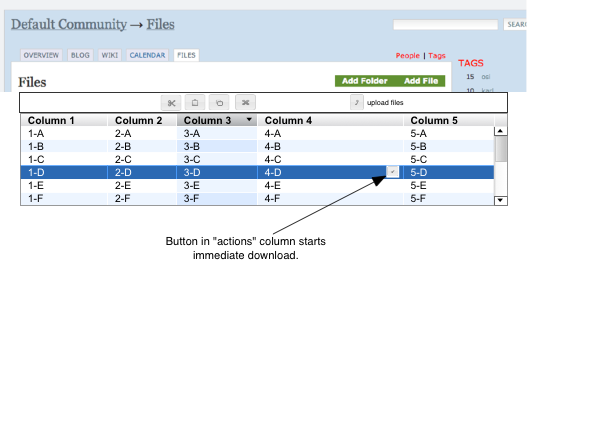 Default Community → Files
SEARC
OVERVIEW BLOG WIKI CALENDAR FILES
People | Tags
TAGS
Files
Add Folder Add File
15 osi
10 kari
upload files
Column 1 Column 2 Column 3 Column 4 Column 5
1-A 2-A 3-A 4-A 5-A
1-B 2-B 3-B 4-B 5-B
1-C 2-C 3-C 4-C 5-C
1-D 2-D 3-D 4-D 5-D
1-E 2-E 3-E 4-E 5-E
1-F 2-F 3-F 4-F 5-F
Button in "actions" column starts
immediate download.